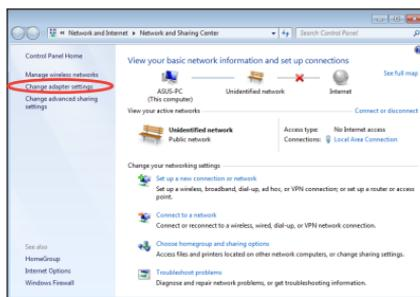 « Network and Internet ▸ Network and Sharing Center
Search Control Panel
Control Panel Home
Manage wireless networks
Change adapter settings
Change advanced sharing
settings
See also
HomeGroup
Internet Options
Windows Firewall
View your basic network information and set up connections
See full map
ASUS-PC
(This computer)
Unidentified network
Internet
View your active networks
Connect or disconnect
Unidentified network
Public network
Access type: No Internet access
Connections: Local Area Connection
Change your networking settings
Set up a new connection or network
Set up a wireless, broadband, dial-up, ad hoc, or VPN connection; or set up a router or access
point.
Connect to a network
Connect or reconnect to a wireless, wired, dial-up, or VPN network connection.
Choose homegroup and sharing options
Access files and printers located on other network computers, or change sharing settings.
Troubleshoot problems
Diagnose and repair network problems, or get troubleshooting information.